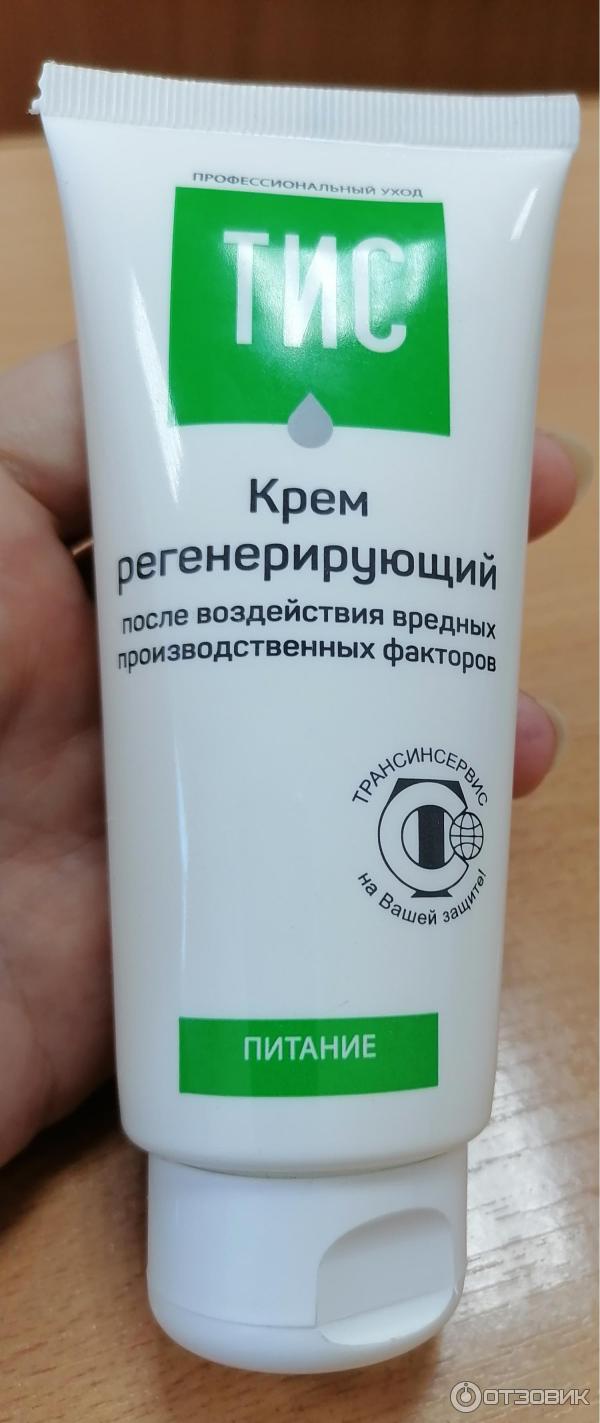 ПРОФЕССИОНАЛЬНЫЙ УХОД
ТИС
Крем
регенерирующий
после воздействия вредных
производственных факторов
ТРАНСИНСЕРВИС
на Вашей защите!
ПИТАНИЕ
ОТЗОВИК